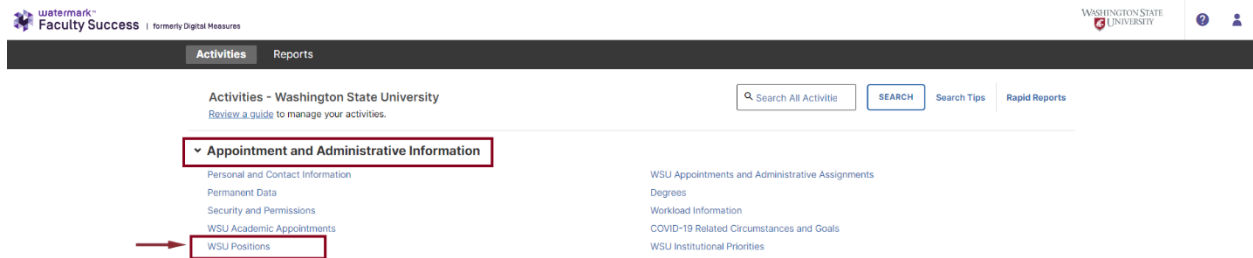 watermark™
Faculty Success | formerly Digital Measures
WASHINGTON STATE
UNIVERSITY
Activities Reports
Activities - Washington State University
Search All Activitie SEARCH Search Tips Rapid Reports
Review a guide to manage your activities.
Appointment and Administrative Information
Personal and Contact Information
Permanent Data
Security and Permissions
WSU Academic Appointments
WSU Positions
WSU Appointments and Administrative Assignments
Degrees
Workload Information
COVID-19 Related Circumstances and Goals
WSU Institutional Priorities